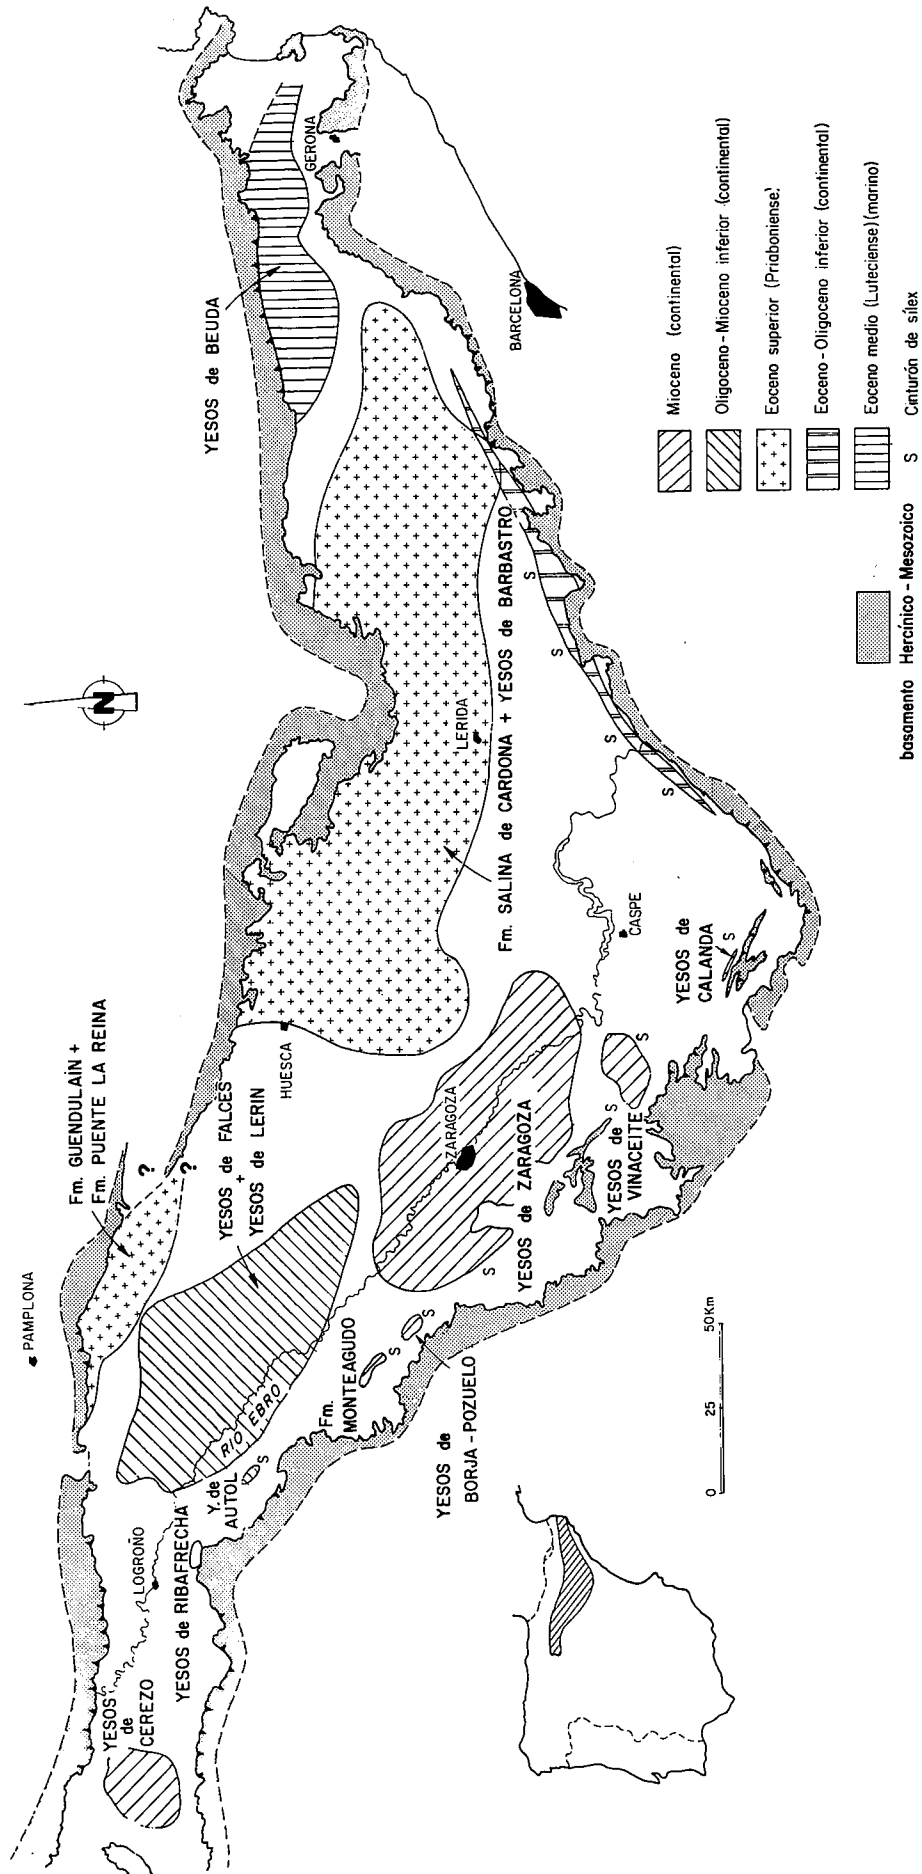 PAMPLONA
Fm. GUENDULAIN +
Fm. PUENTE LA REINA
?
?
YESOS de BEUDA
GERONA
BARCELONA
N
YESOS
de
CEREZO
LOGROÑO
YESOS de RIBAFRECHA
Y. de
AUTOL
S
RIO EBRO
YESOS de FALCES
+
YESOS de LERIN
HUESCA
Fm.
MONTEAGUDO
S
S
YESOS de
BORJA - POZUELO
ZARAGOZA
S
YESOS de ZARAGOZA
S
YESOS de
VINACEITE
S
Fm. SALINA de CARDONA + YESOS de BARBASTRO
LERIDA
CASPE
YESOS de
CALANDA
S
S
S
S
S
0 25 50Km
Mioceno (continental)
Oligoceno-Mioceno inferior (continental)
Eoceno superior (Priaboniense)
Eoceno-Oligoceno inferior (continental)
Eoceno medio (Luteciense)(marino)
basamento Hercínico - Mesozoico
S Cinturón de sílex